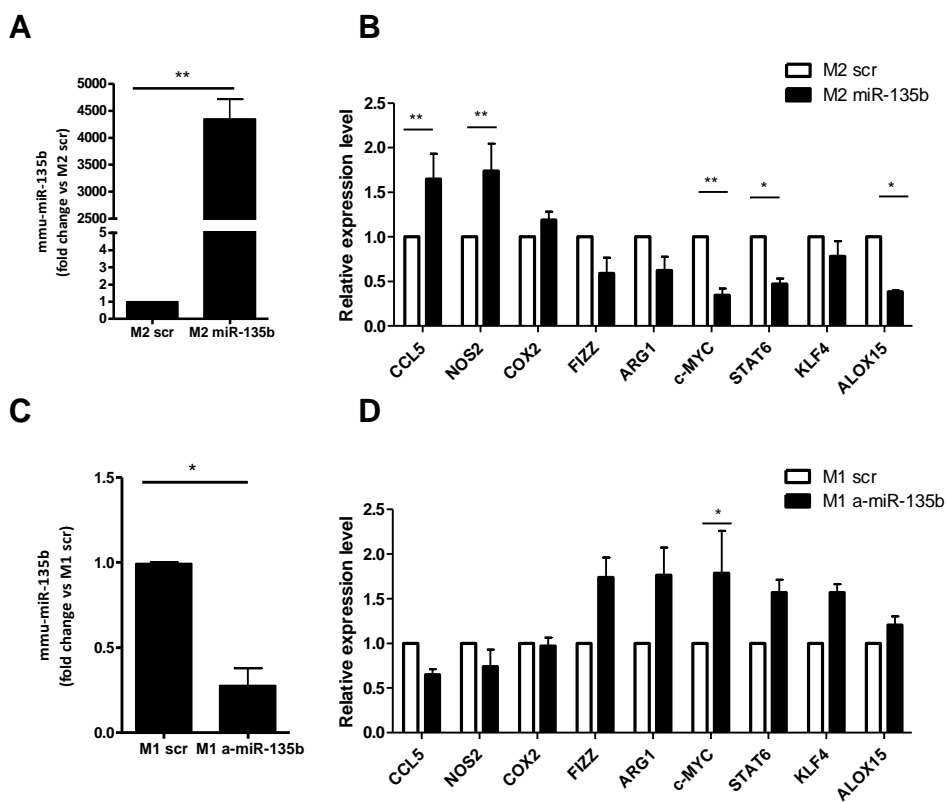 A
mmu-miR-135b
(fold change vs M2 scr)
5000
4500
4000
3500
3000
2500
5
4
3
2
1
0
**
M2 scr M2 miR-135b
B
M2 scr
M2 miR-135b
Relative expression level
2.5
2.0
1.5
1.0
0.5
0.0
** ** ** * *
CCL5 NOS2 COX2 FIZZ ARG1 c-MYC STAT6 KLF4 ALOX15
C
mmu-miR-135b
(fold change vs M1 scr)
1.5
1.0
0.5
0.0
*
M1 scr M1 a-miR-135b
D
M1 scr
M1 a-miR-135b
Relative expression level
2.5
2.0
1.5
1.0
0.5
0.0
*
CCL5 NOS2 COX2 FIZZ ARG1 c-MYC STAT6 KLF4 ALOX15